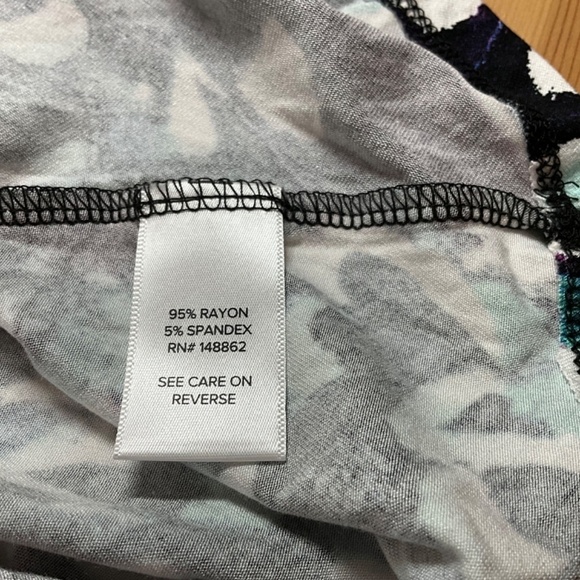 95% RAYON
5% SPANDEX
RN# 148862
SEE CARE ON
REVERSE